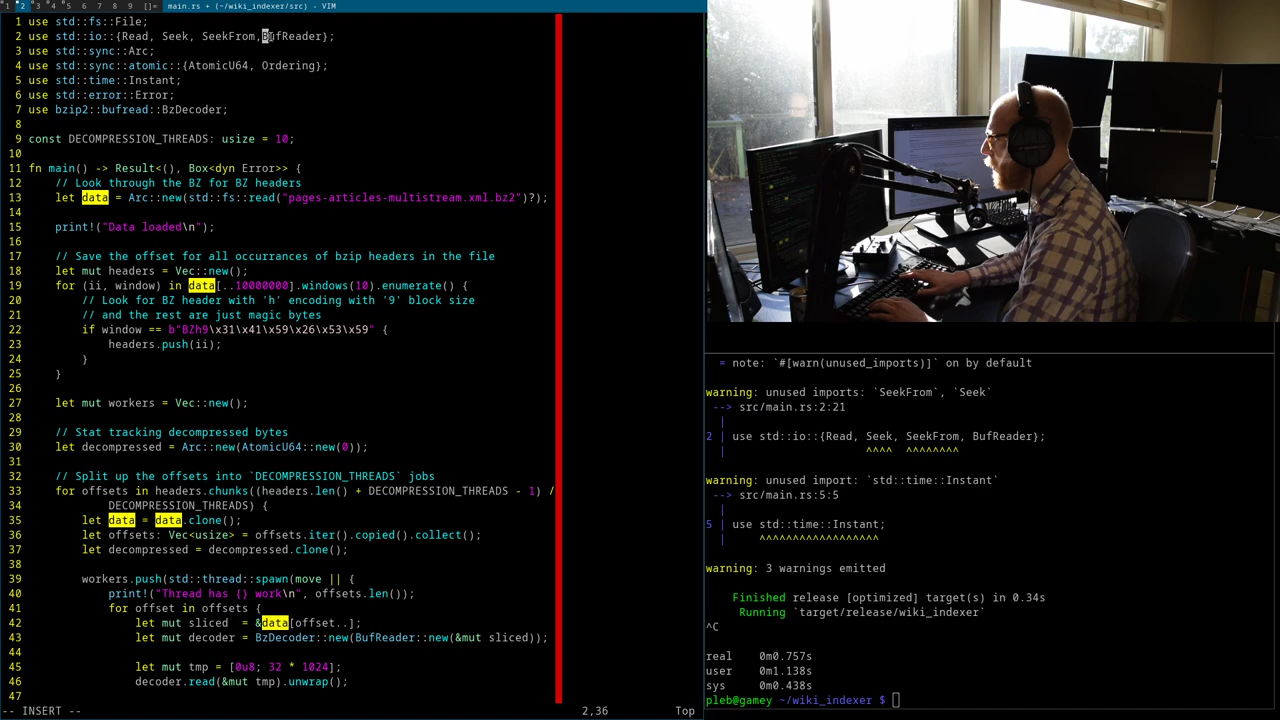 1 2 3 4 5 6 7 8 9 []= main.rs + (~/wiki_indexer/src) - VIM
1 use std::fs::File;
2 use std::io::{Read, Seek, SeekFrom,BufReader};
3 use std::sync::Arc;
4 use std::sync::atomic::{AtomicU64, Ordering};
5 use std::time::Instant;
6 use std::error::Error;
7 use bzip2::bufread::BzDecoder;
8
9 const DECOMPRESSION_THREADS: usize = 10;
10
11 fn main() -> Result<(), Box<dyn Error>> {
12     // Look through the BZ for BZ headers
13     let data = Arc::new(std::fs::read("pages-articles-multistream.xml.bz2")?);
14
15     print!("Data loaded\n");
16
17     // Save the offset for all occurrances of bzip headers in the file
18     let mut headers = Vec::new();
19     for (ii, window) in data[..10000000].windows(10).enumerate() {
20         // Look for BZ header with 'h' encoding with '9' block size
21         // and the rest are just magic bytes
22         if window == b"BZh9\x31\x41\x59\x26\x53\x59" {
23             headers.push(ii);
24         }
25     }
26
27     let mut workers = Vec::new();
28
29     // Stat tracking decompressed bytes
30     let decompressed = Arc::new(AtomicU64::new(0));
31
32     // Split up the offsets into `DECOMPRESSION_THREADS` jobs
33     for offsets in headers.chunks((headers.len() + DECOMPRESSION_THREADS - 1) /
34             DECOMPRESSION_THREADS) {
35         let data = data.clone();
36         let offsets: Vec<usize> = offsets.iter().copied().collect();
37         let decompressed = decompressed.clone();
38
39         workers.push(std::thread::spawn(move || {
40             print!("Thread has {} work\n", offsets.len());
41             for offset in offsets {
42                 let mut sliced  = &data[offset..];
43                 let mut decoder = BzDecoder::new(BufReader::new(&mut sliced));
44
45                 let mut tmp = [0u8; 32 * 1024];
46                 decoder.read(&mut tmp).unwrap();
47
-- INSERT -- 2,36 Top
= note: `#[warn(unused_imports)]` on by default
warning: unused imports: `SeekFrom`, `Seek`
--> src/main.rs:2:21
|
2 | use std::io::{Read, Seek, SeekFrom, BufReader};
|                     ^^^^  ^^^^^^^^
warning: unused import: `std::time::Instant`
--> src/main.rs:5:5
|
5 | use std::time::Instant;
|     ^^^^^^^^^^^^^^^^^^
warning: 3 warnings emitted
Finished release [optimized] target(s) in 0.34s
Running `target/release/wiki_indexer`
^C
real    0m0.757s
user    0m1.138s
sys     0m0.438s
pleb@gamey ~/wiki_indexer $